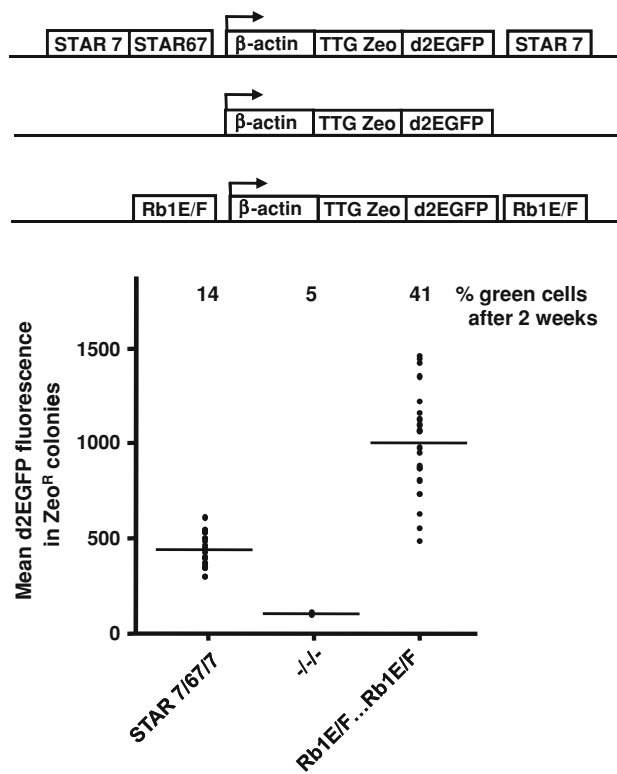 STAR 7 STAR67 β-actin TTG Zeo d2EGFP STAR 7
β-actin TTG Zeo d2EGFP
Rb1E/F β-actin TTG Zeo d2EGFP Rb1E/F
14 5 41 % green cells
after 2 weeks
Mean d2EGFP fluorescence
in Zeo^R colonies
1500
1000
500
0
STAR 7/67/7
-/-/-
Rb1E/F...Rb1E/F